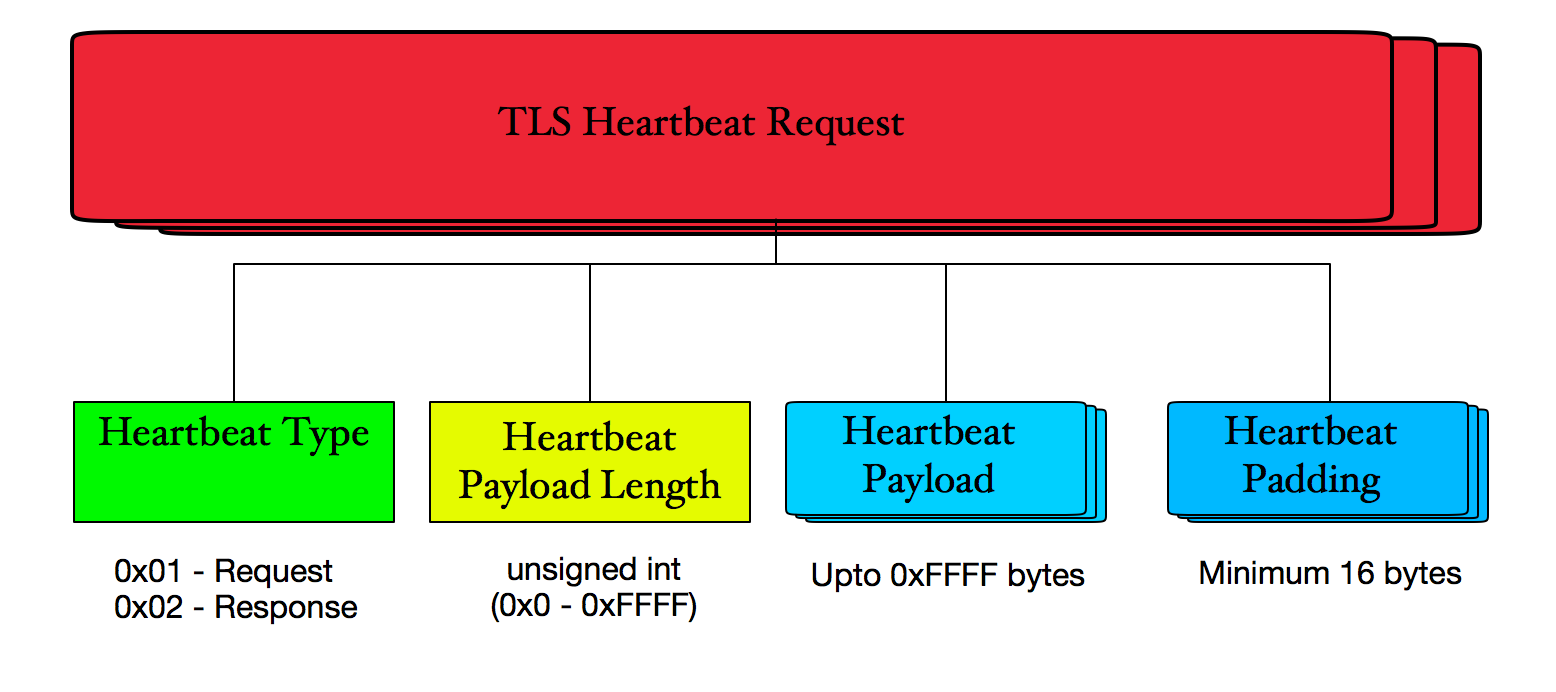 TLS Heartbeat Request
Heartbeat Type
Heartbeat
Payload Length
Heartbeat
Payload
Heartbeat
Padding
0x01 - Request
0x02 - Response
unsigned int
(0x0 - 0xFFFF)
Upto 0xFFFF bytes
Minimum 16 bytes